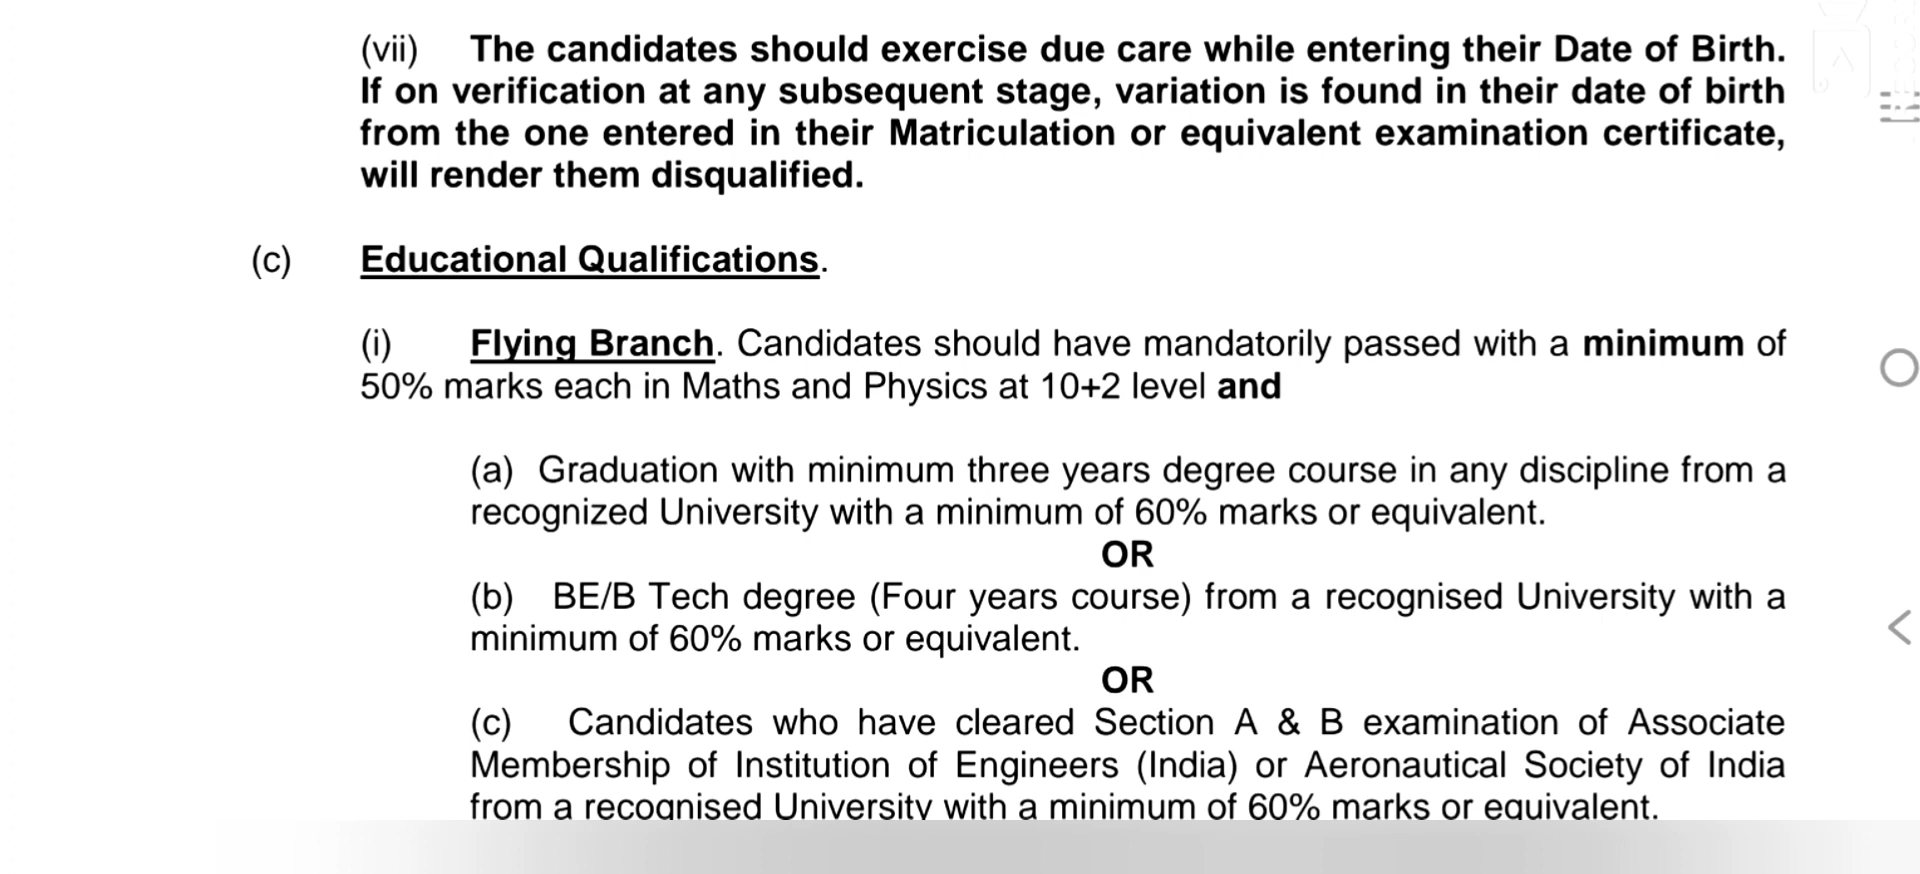 (vii) The candidates should exercise due care while entering their Date of Birth.
If on verification at any subsequent stage, variation is found in their date of birth
from the one entered in their Matriculation or equivalent examination certificate,
will render them disqualified.
(c) Educational Qualifications.
(i) Flying Branch. Candidates should have mandatorily passed with a minimum of
50% marks each in Maths and Physics at 10+2 level and
(a) Graduation with minimum three years degree course in any discipline from a
recognized University with a minimum of 60% marks or equivalent.
OR
(b) BE/B Tech degree (Four years course) from a recognised University with a
minimum of 60% marks or equivalent.
OR
(c) Candidates who have cleared Section A & B examination of Associate
Membership of Institution of Engineers (India) or Aeronautical Society of India
from a recognised University with a minimum of 60% marks or equivalent.